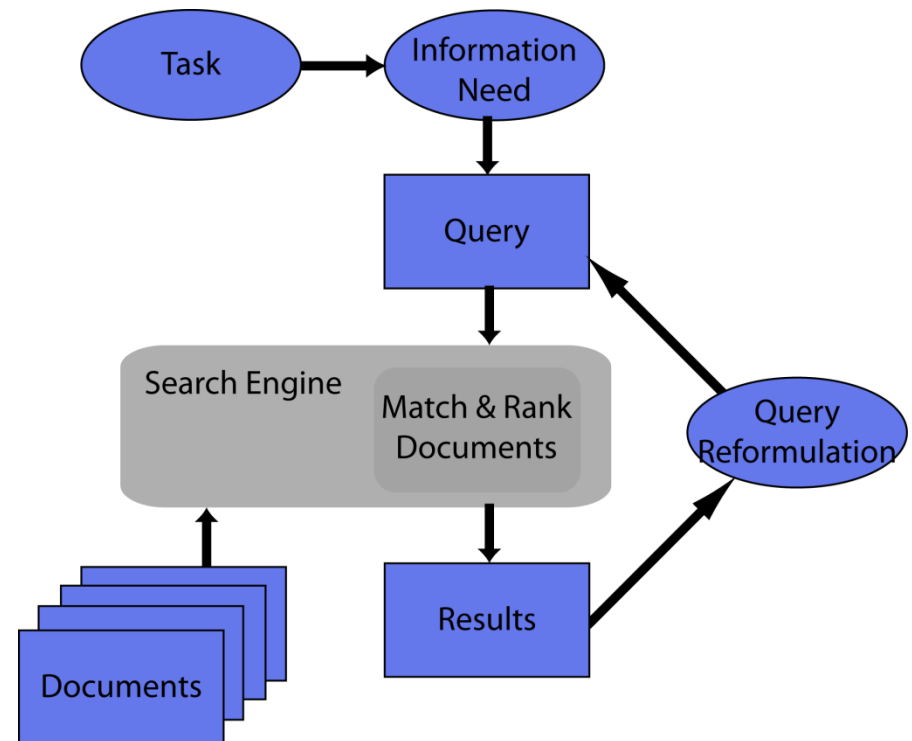 Task
Information
Need
Query
Search Engine
Match & Rank
Documents
Query
Reformulation
Results
Documents